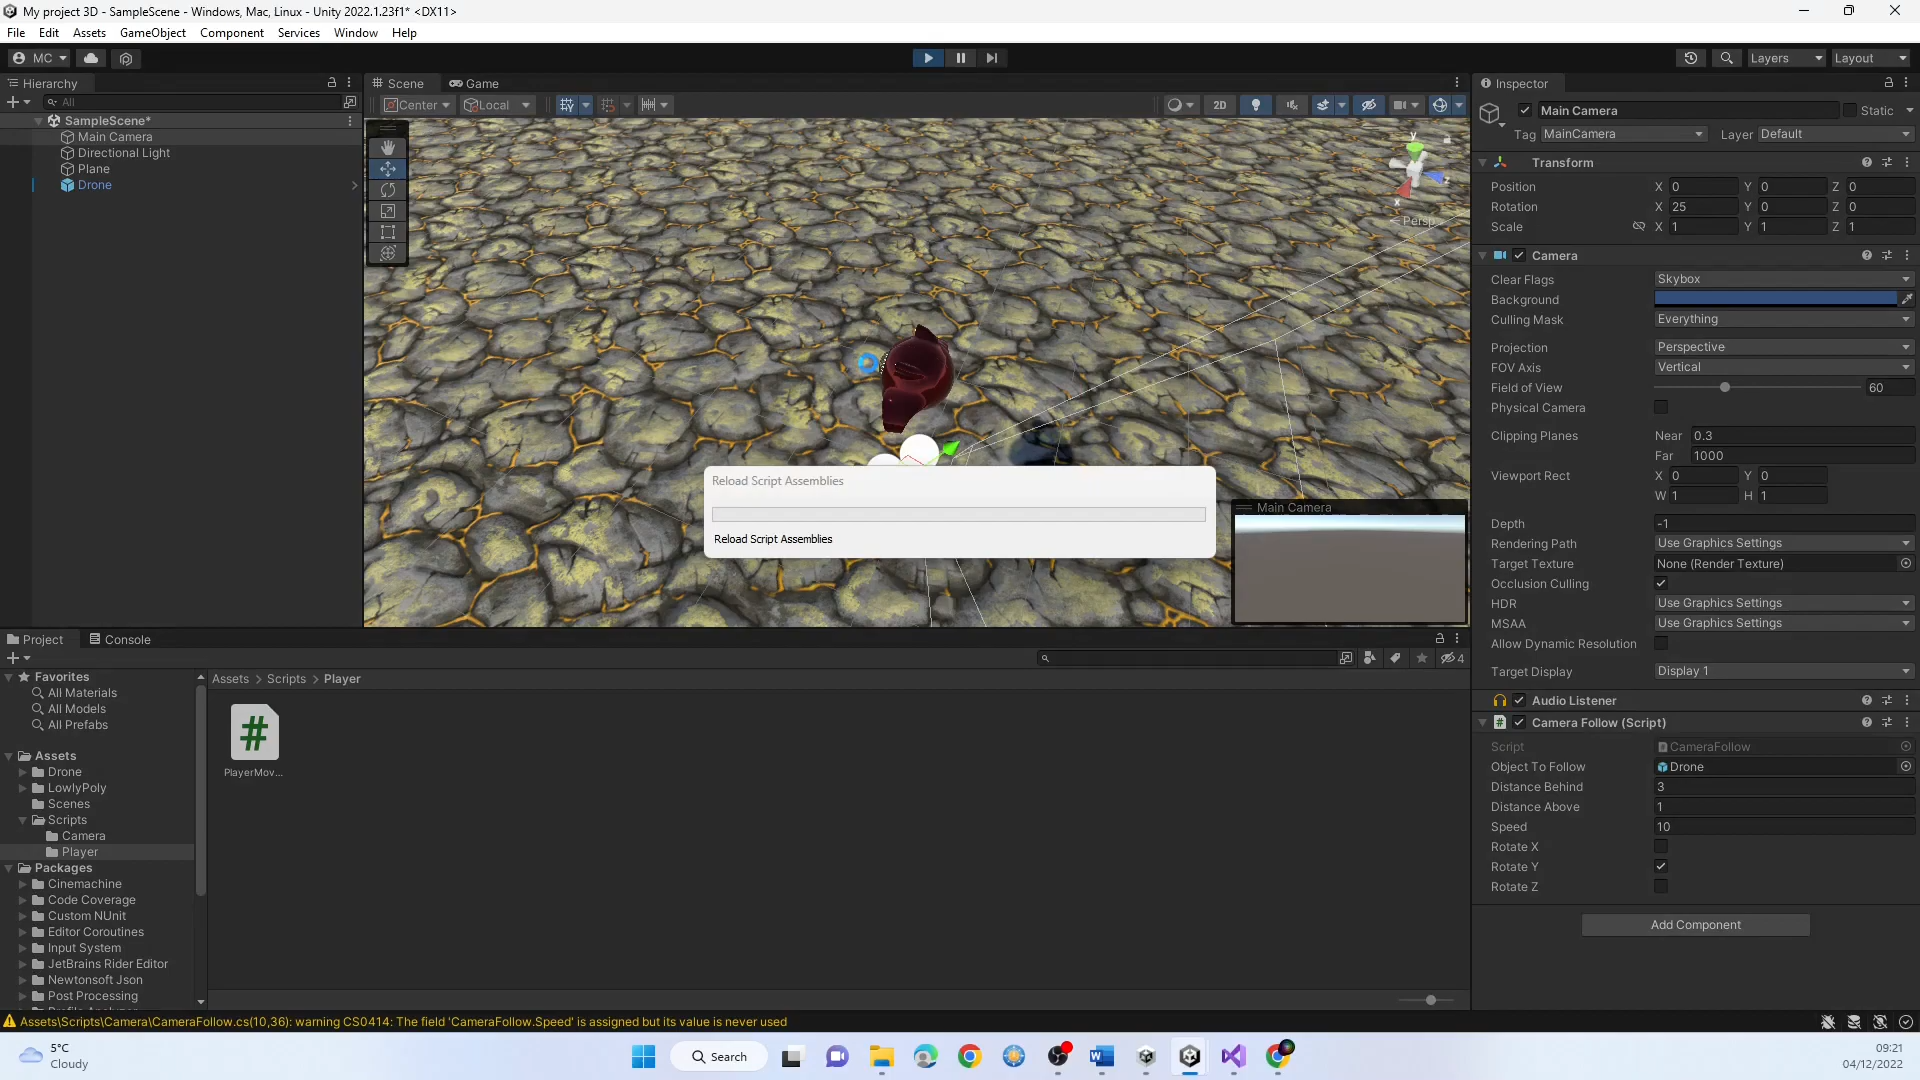 My project 3D - SampleScene - Windows, Mac, Linux - Unity 2022.1.23f1* <DX11>
File Edit Assets GameObject Component Services Window Help
MC
Layers Layout
Hierarchy
All
SampleScene*
Main Camera
Directional Light
Plane
Drone
Scene Game
Center Local 2D
y
z
x
Persp
Reload Script Assemblies
Reload Script Assemblies
Main Camera
Inspector
Main Camera Static
Tag MainCamera Layer Default
Transform
Position X 0 Y 0 Z 0
Rotation X 25 Y 0 Z 0
Scale X 1 Y 1 Z 1
Camera
Clear Flags Skybox
Background
Culling Mask Everything
Projection Perspective
FOV Axis Vertical
Field of View 60
Physical Camera
Clipping Planes Near 0.3
Far 1000
Viewport Rect X 0 Y 0
W 1 H 1
Depth -1
Rendering Path Use Graphics Settings
Target Texture None (Render Texture)
Occlusion Culling
HDR Use Graphics Settings
MSAA Use Graphics Settings
Allow Dynamic Resolution
Target Display Display 1
Audio Listener
# Camera Follow (Script)
Script CameraFollow
Object To Follow Drone
Distance Behind 3
Distance Above 1
Speed 10
Rotate X
Rotate Y
Rotate Z
Add Component
Project Console
4
Favorites
All Materials
All Models
All Prefabs
Assets
Drone
LowlyPoly
Scenes
Scripts
Camera
Player
Packages
Cinemachine
Code Coverage
Custom NUnit
Editor Coroutines
Input System
JetBrains Rider Editor
Newtonsoft Json
Post Processing
Assets > Scripts > Player
#
PlayerMov...
Assets\Scripts\Camera\CameraFollow.cs(10,36): warning CS0414: The field 'CameraFollow.Speed' is assigned but its value is never used
5°C
Cloudy
Search
09:21
04/12/2022